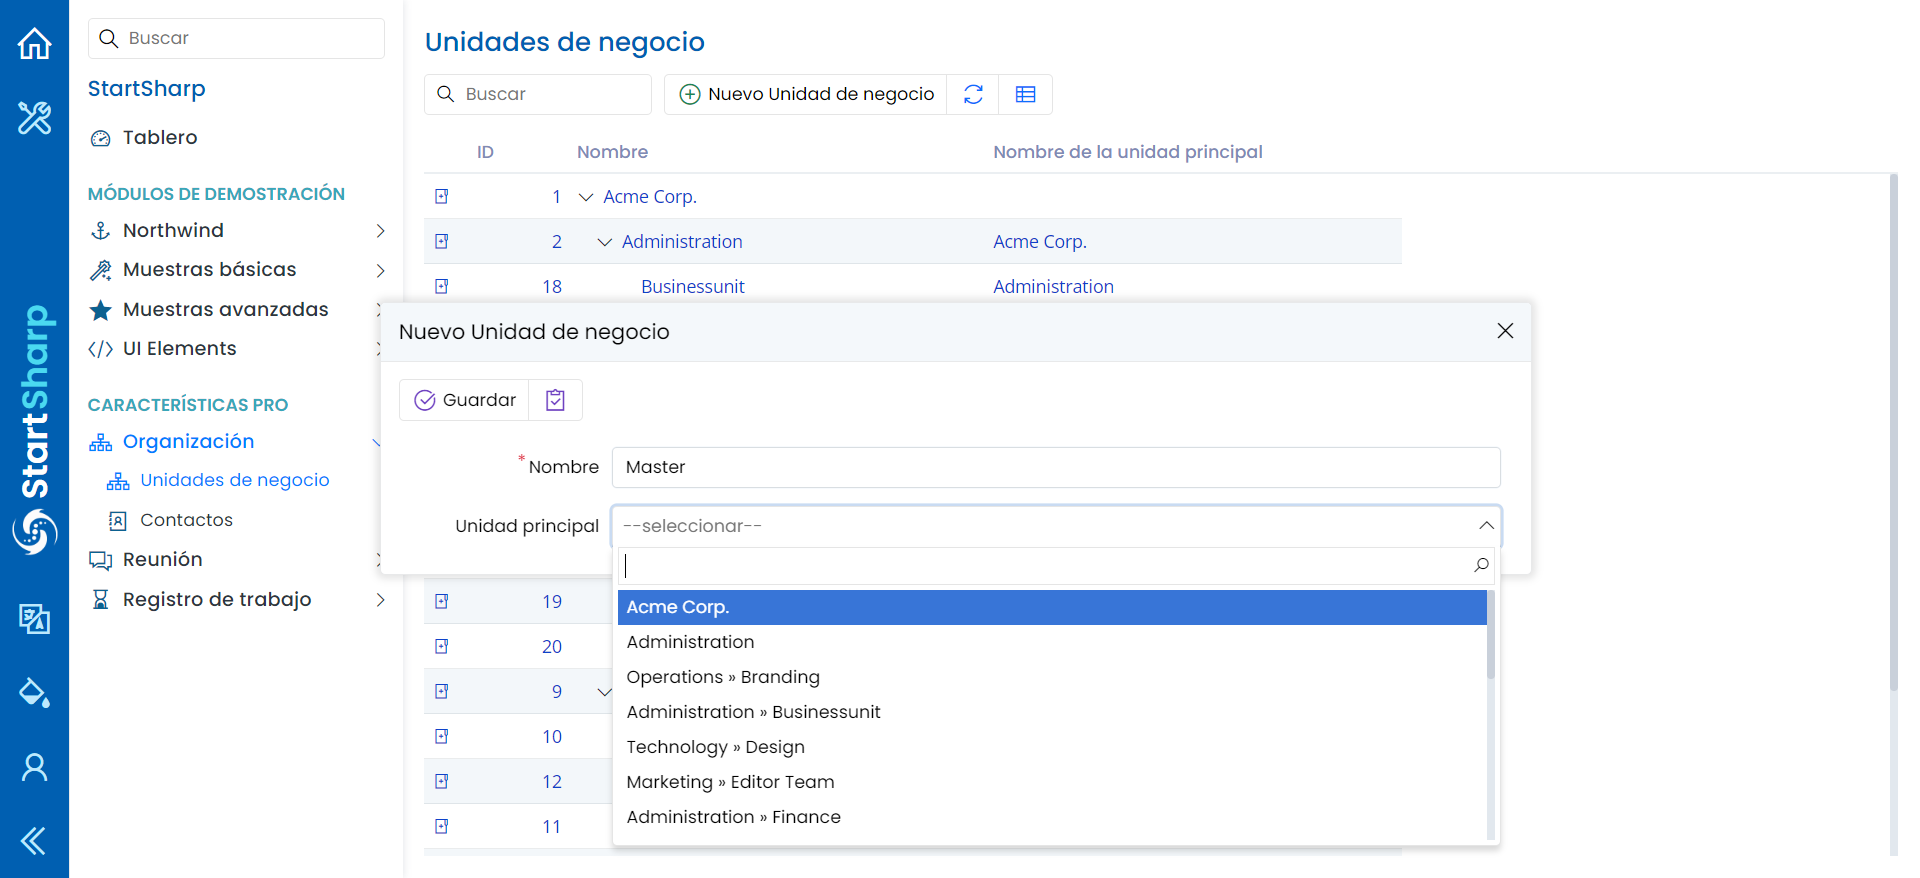 Buscar
StartSharp
Tablero
MÓDULOS DE DEMOSTRACIÓN
Northwind
Muestras básicas
Muestras avanzadas
UI Elements
CARACTERÍSTICAS PRO
Organización
Unidades de negocio
Contactos
Reunión
Registro de trabajo
StartSharp
Unidades de negocio
Buscar
Nuevo Unidad de negocio
ID Nombre Nombre de la unidad principal
1 Acme Corp.
2 Administration Acme Corp.
18 Businessunit Administration
Nuevo Unidad de negocio
Guardar
*Nombre Master
Unidad principal --seleccionar--
Acme Corp.
Administration
Operations » Branding
Administration » Businessunit
Technology » Design
Marketing » Editor Team
Administration » Finance
19
20
9
10
12
11